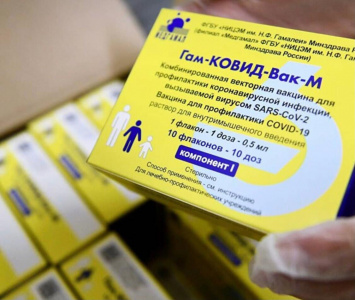 МЕДГАМАЛ
ФГБУ «НИЦЭМ им. Н.Ф. Гамалеи» Минздрава
(филиал «Медгамал» ФГБУ «НИЦЭМ им. Н.Ф. Гамалеи»
Минздрава России)
Гам-КОВИД-Вак-М
Комбинированная векторная вакцина для
профилактики коронавирусной инфекции,
вызываемой вирусом SARS-CoV-2
Вакцина для профилактики COVID-19
раствор для внутримышечного введения
1 флакон - 1 доза - 0,5 мл
10 флаконов - 10 доз
компонент I
Стерильно
Способ применения - см. инструкцию
Для лечебно-профилактических учреждений